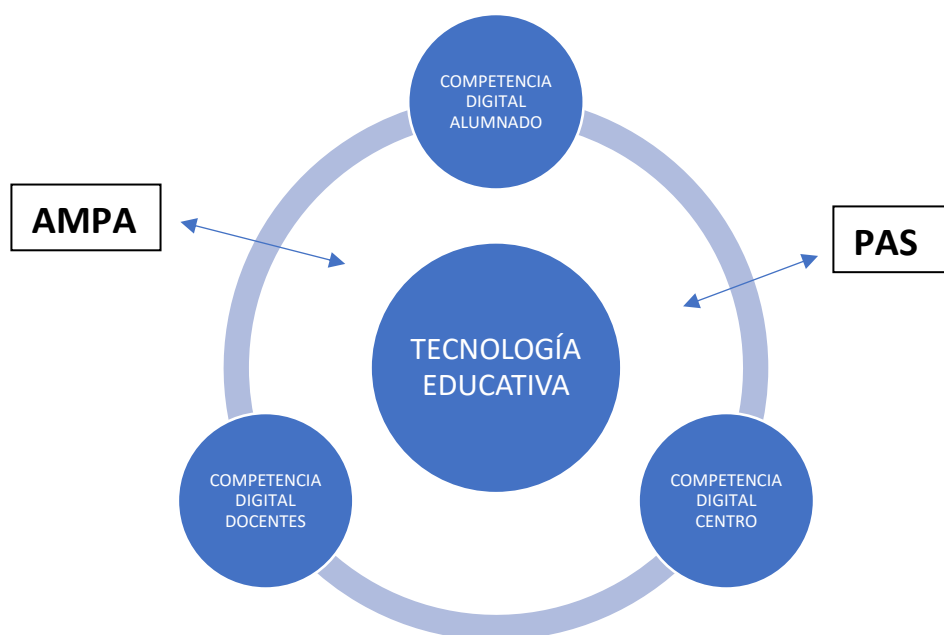 COMPETENCIA
DIGITAL
ALUMNADO
AMPA
PAS
TECNOLOGÍA
EDUCATIVA
COMPETENCIA
DIGITAL
DOCENTES
COMPETENCIA
DIGITAL
CENTRO